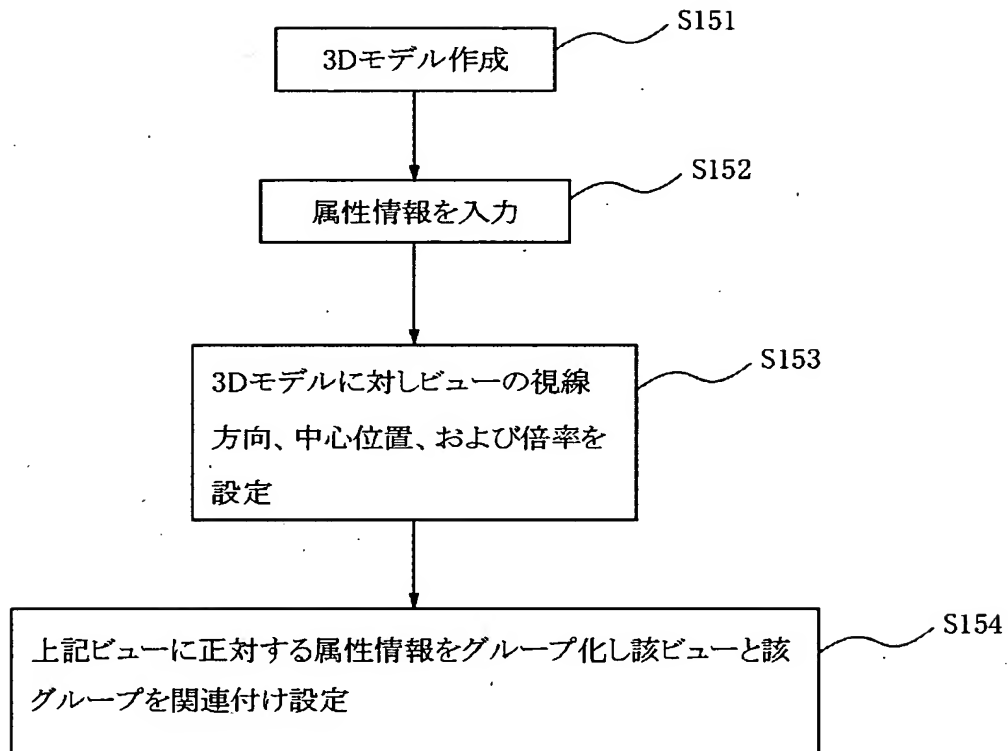 S151
3Dモデル作成
S152
属性情報を入力
S153
3Dモデルに対しビューの視線
方向、中心位置、および倍率を
設定
S154
上記ビューに正対する属性情報をグループ化し該ビューと該
グループを関連付け設定